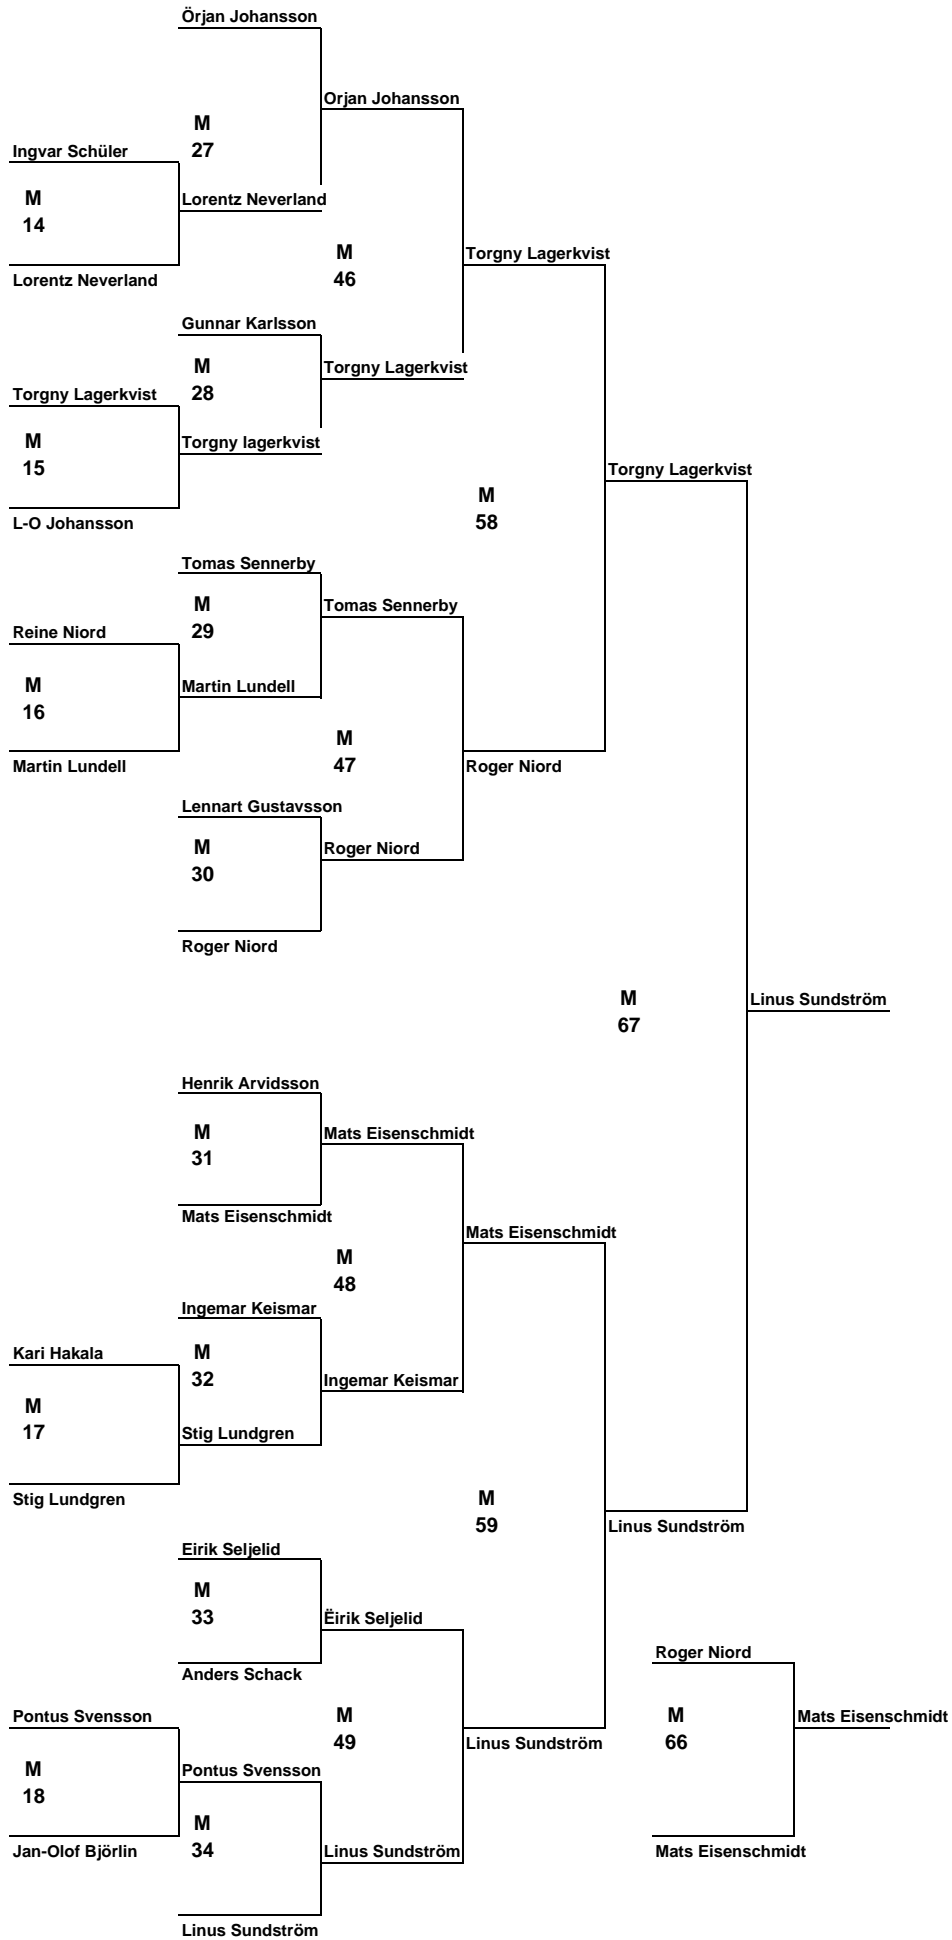 Örjan Johansson
Orjan Johansson
M
27
Ingvar Schüler
M
14
Lorentz Neverland
Lorentz Neverland
M
46
Torgny Lagerkvist
Gunnar Karlsson
M
28
Torgny Lagerkvist
Torgny Lagerkvist
M
15
Torgny lagerkvist
Torgny Lagerkvist
M
58
L-O Johansson
Tomas Sennerby
M
29
Tomas Sennerby
Reine Niord
M
16
Martin Lundell
M
47
Martin Lundell
Roger Niord
Lennart Gustavsson
M
30
Roger Niord
Roger Niord
M
67
Linus Sundström
Henrik Arvidsson
M
31
Mats Eisenschmidt
Mats Eisenschmidt
Mats Eisenschmidt
M
48
Ingemar Keismar
Kari Hakala
M
32
Ingemar Keismar
M
17
Stig Lundgren
Stig Lundgren
M
59
Linus Sundström
Eirik Seljelid
M
33
Ëirik Seljelid
Anders Schack
Roger Niord
Pontus Svensson
M
49
Linus Sundström
M
66
Mats Eisenschmidt
M
18
Pontus Svensson
M
34
Jan-Olof Björlin
Linus Sundström
Mats Eisenschmidt
Linus Sundström